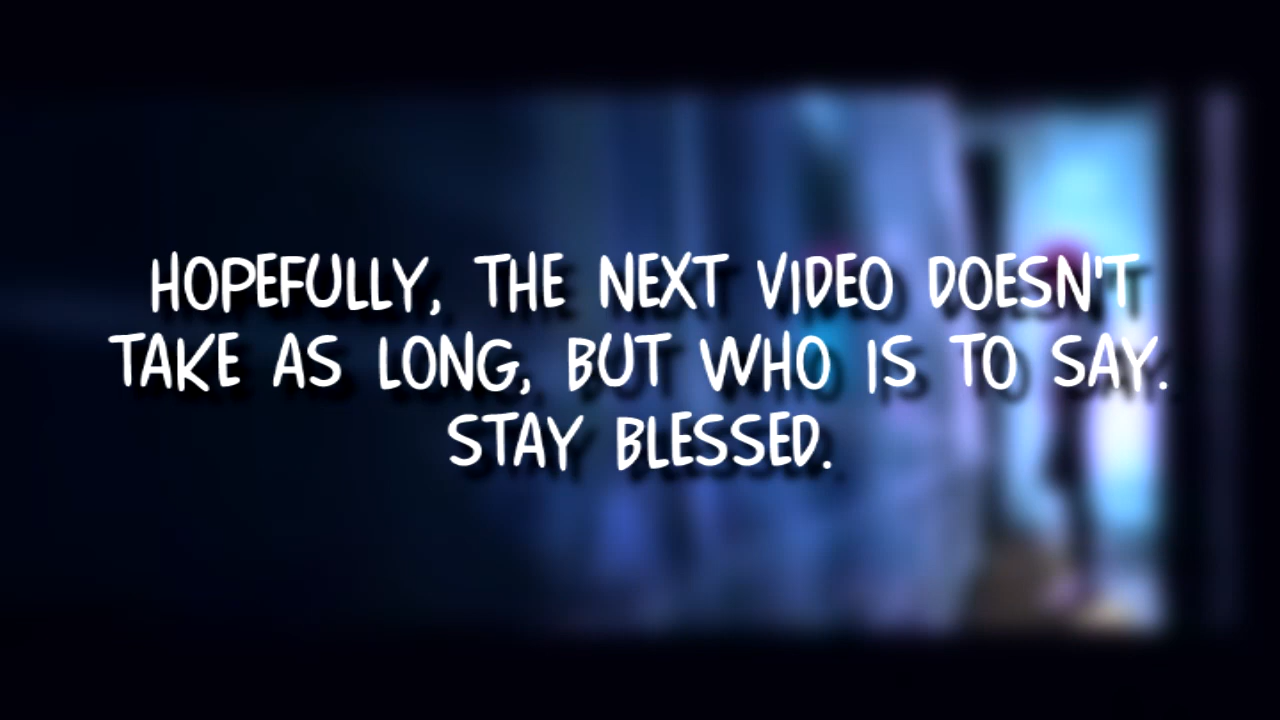 HOPEFULLY, THE NEXT VIDEO DOESN'T
TAKE AS LONG, BUT WHO IS TO SAY.
STAY BLESSED.